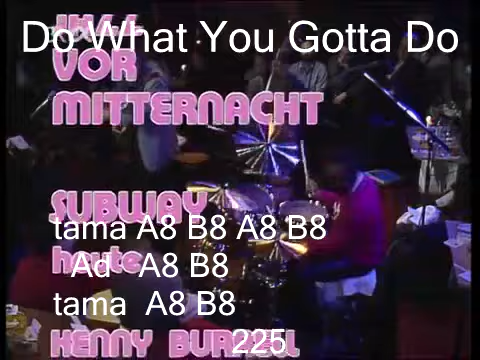 Do What You Gotta Do
JAZZ
VOR
MITTERNACHT
SUBWAY
tama A8 B8 A8 B8
heute
Ad A8 B8
tama A8 B8
KENNY BURRELL
225